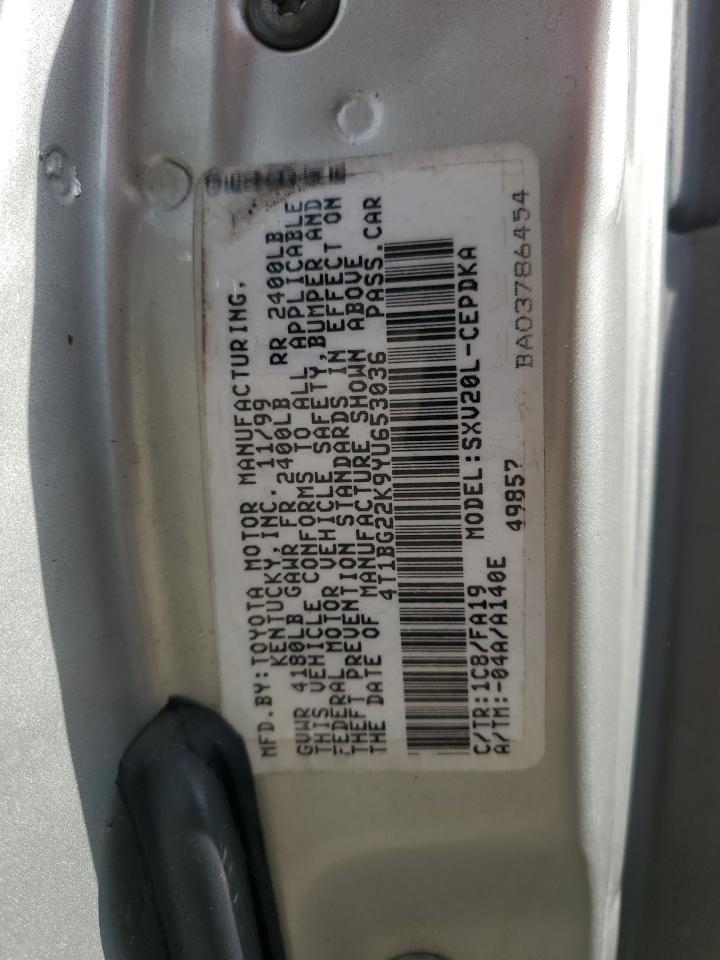 MFD.BY:TOYOTA MOTOR MANUFACTURING,
KENTUCKY,INC. 11/99
GVWR 4180LB GAWR FR 2400LB RR 2400LB
THIS VEHICLE CONFORMS TO ALL APPLICABLE
FEDERAL MOTOR VEHICLE SAFETY,BUMPER AND
THEFT PREVENTION STANDARDS IN EFFECT ON
THE DATE OF MANUFACTURE SHOWN ABOVE
4T1BG22K9YU653036 PASS.CAR
C/TR:1C8/FA19 MODEL:SXV20L-CEPDKA
A/TM:-04A/A140E 49857
BA03786454